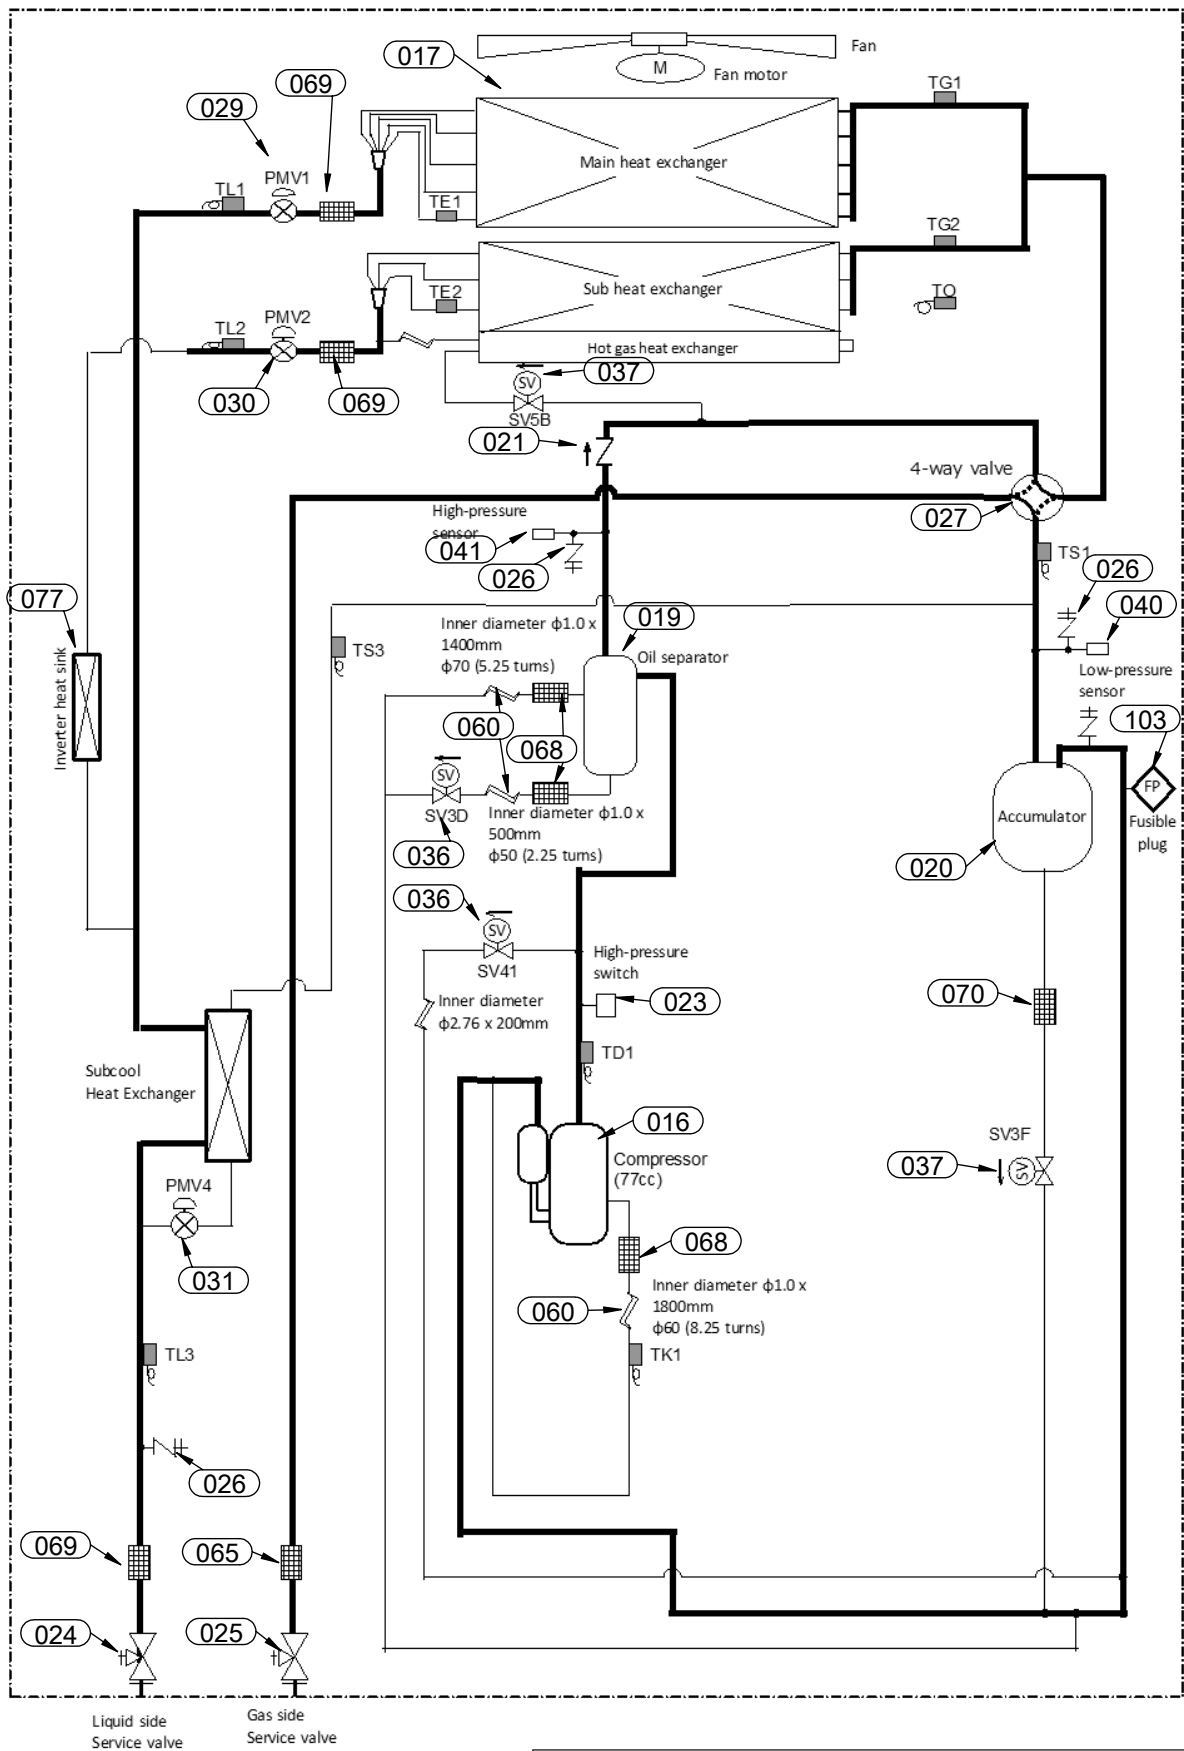 Fan
M
Fan motor
017
069
029
TG1
PMV1
TL1
Main heat exchanger
TE1
TG2
TE2
Sub heat exchanger
TO
PMV2
TL2
Hot gas heat exchanger
030
069
SV
037
SV5B
021
4-way valve
027
High-pressure
sensor
041
026
TS1
026
040
077
Inverter heat sink
TS3
Inner diameter ϕ1.0 x
1400mm
ϕ70 (5.25 turns)
019
Oil separator
Low-pressure
sensor
060
068
103
SV
SV3D
FP
Fusible
plug
Inner diameter ϕ1.0 x
500mm
ϕ50 (2.25 turns)
036
Accumulator
020
036
SV
SV41
High-pressure
switch
023
070
Inner diameter
ϕ2.76 x 200mm
TD1
Subcool
Heat Exchanger
016
Compressor
(77cc)
SV3F
037
SV
PMV4
031
068
060
Inner diameter ϕ1.0 x
1800mm
ϕ60 (8.25 turns)
TL3
TK1
026
069
065
024
025
Liquid side
Service valve
Gas side
Service valve